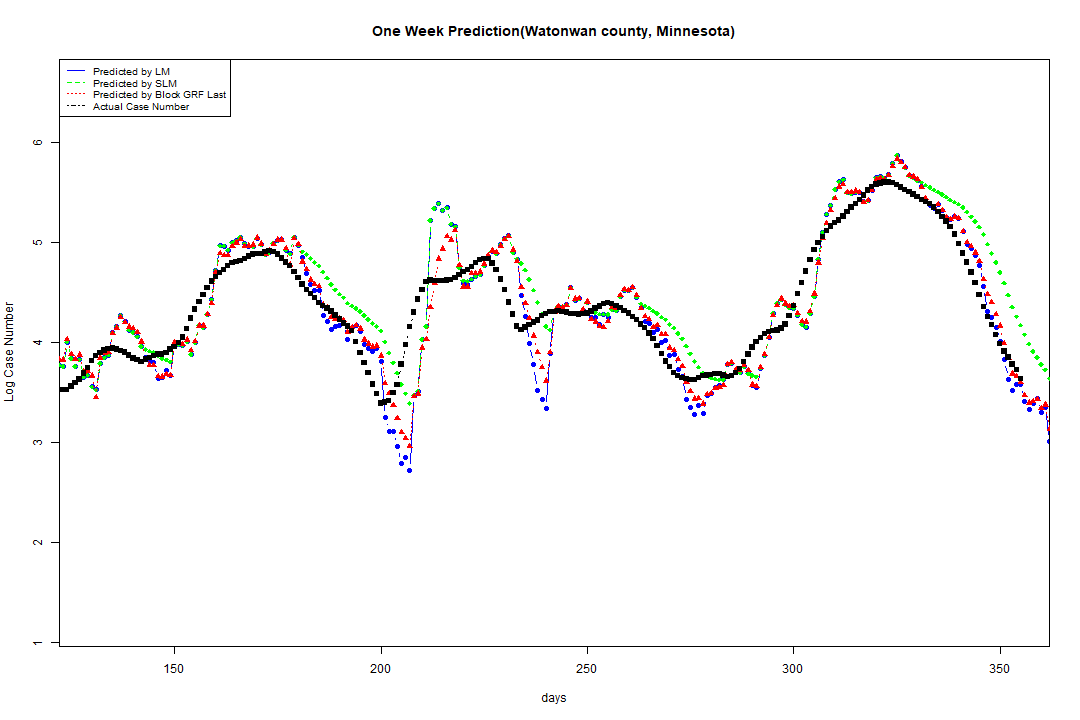 One Week Prediction(Watonwan county, Minnesota)
Predicted by LM
Predicted by SLM
Predicted by Block GRF Last
Actual Case Number
Log Case Number
6
5
4
3
2
1
150 200 250 300 350
days